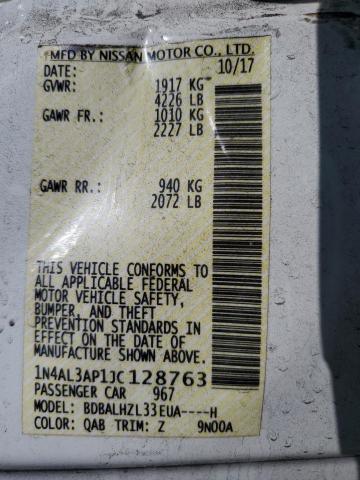 MFD BY NISSAN MOTOR CO., LTD.
DATE: 10/17
GVWR: 1917 KG
4226 LB
GAWR FR.: 1010 KG
2227 LB
GAWR RR.: 940 KG
2072 LB
THIS VEHICLE CONFORMS TO
ALL APPLICABLE FEDERAL
MOTOR VEHICLE SAFETY,
BUMPER, AND THEFT
PREVENTION STANDARDS IN
EFFECT ON THE DATE OF
MANUFACTURE SHOWN ABOVE.
1N4AL3AP1JC128763
PASSENGER CAR 967
MODEL: BDBALHZL33EUA----H
COLOR: QAB TRIM: Z 9N00A